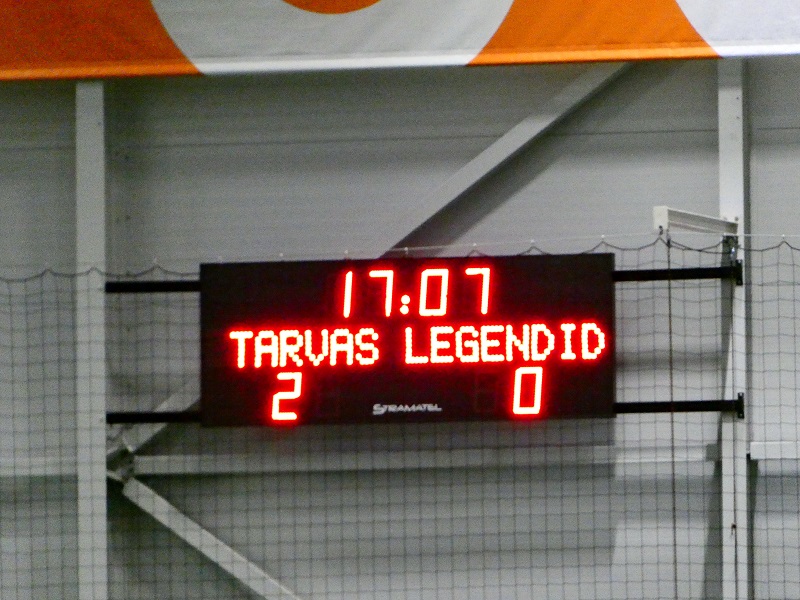 17:07
TARVAS LEGENDID
2 0
STRAMATEL